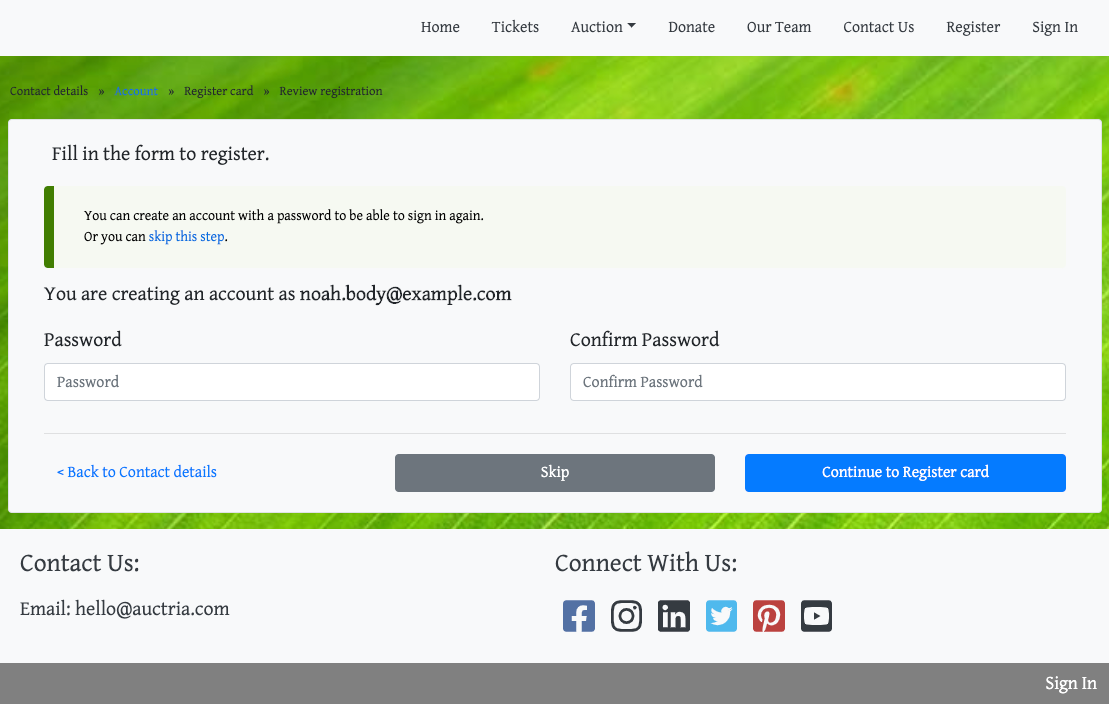 Home Tickets Auction Donate Our Team Contact Us Register Sign In
Contact details » Account » Register card » Review registration
Fill in the form to register.
You can create an account with a password to be able to sign in again.
Or you can skip this step.
You are creating an account as noah.body@example.com
Password Confirm Password
Password Confirm Password
< Back to Contact details Skip Continue to Register card
Contact Us: Connect With Us:
Email: hello@auctria.com
Sign In